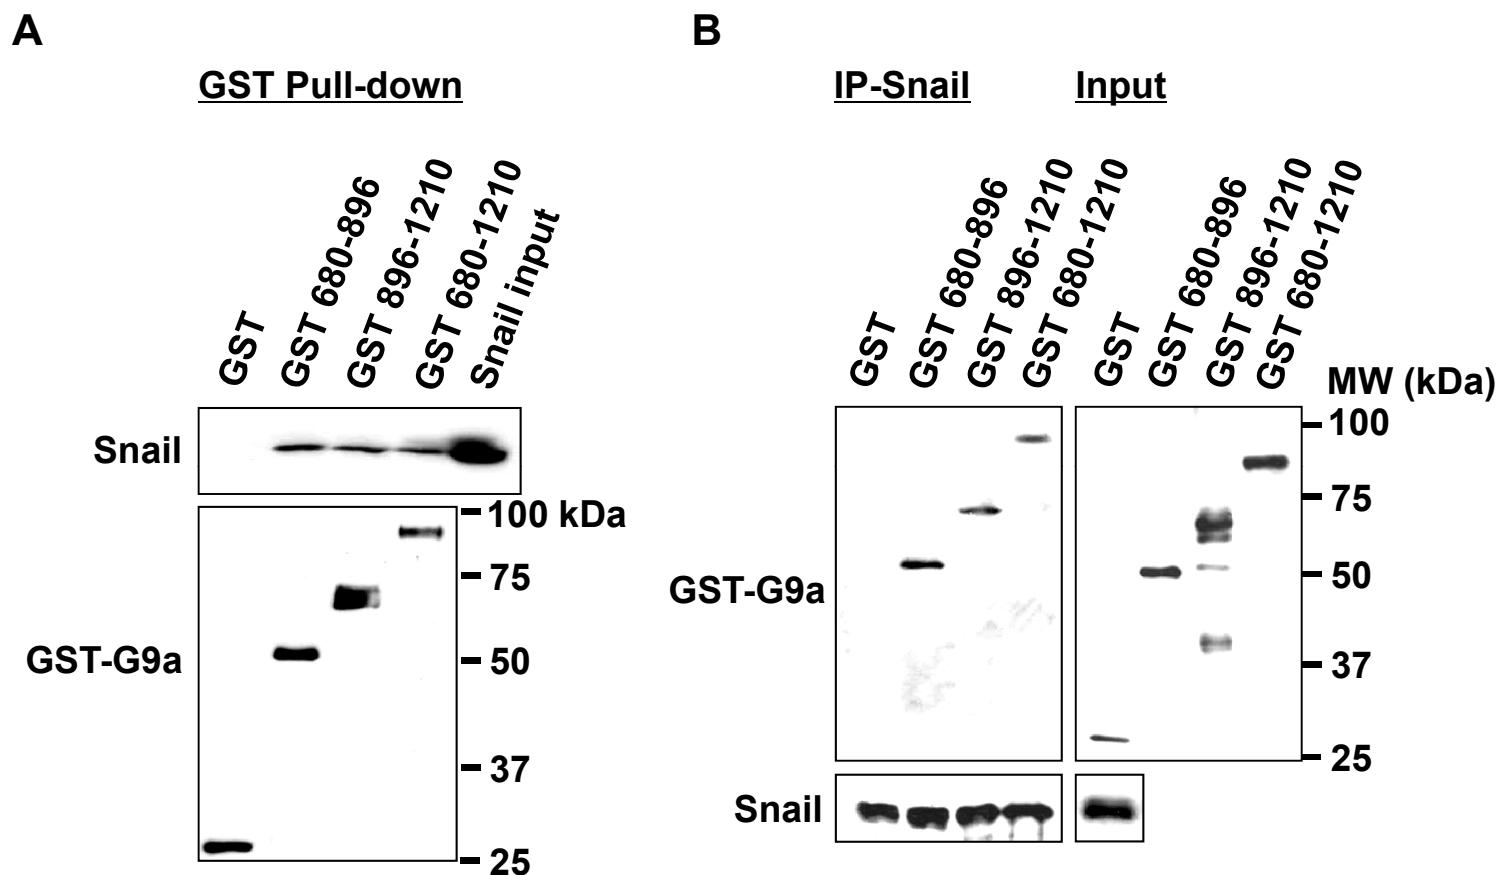 A
GST Pull-down
GST
GST 680-896
GST 896-1210
GST 680-1210
Snail input
Snail
GST-G9a
100 kDa
75
50
37
25
B
IP-Snail
Input
GST
GST 680-896
GST 896-1210
GST 680-1210
GST
GST 680-896
GST 896-1210
GST 680-1210
MW (kDa)
100
75
50
37
25
GST-G9a
Snail